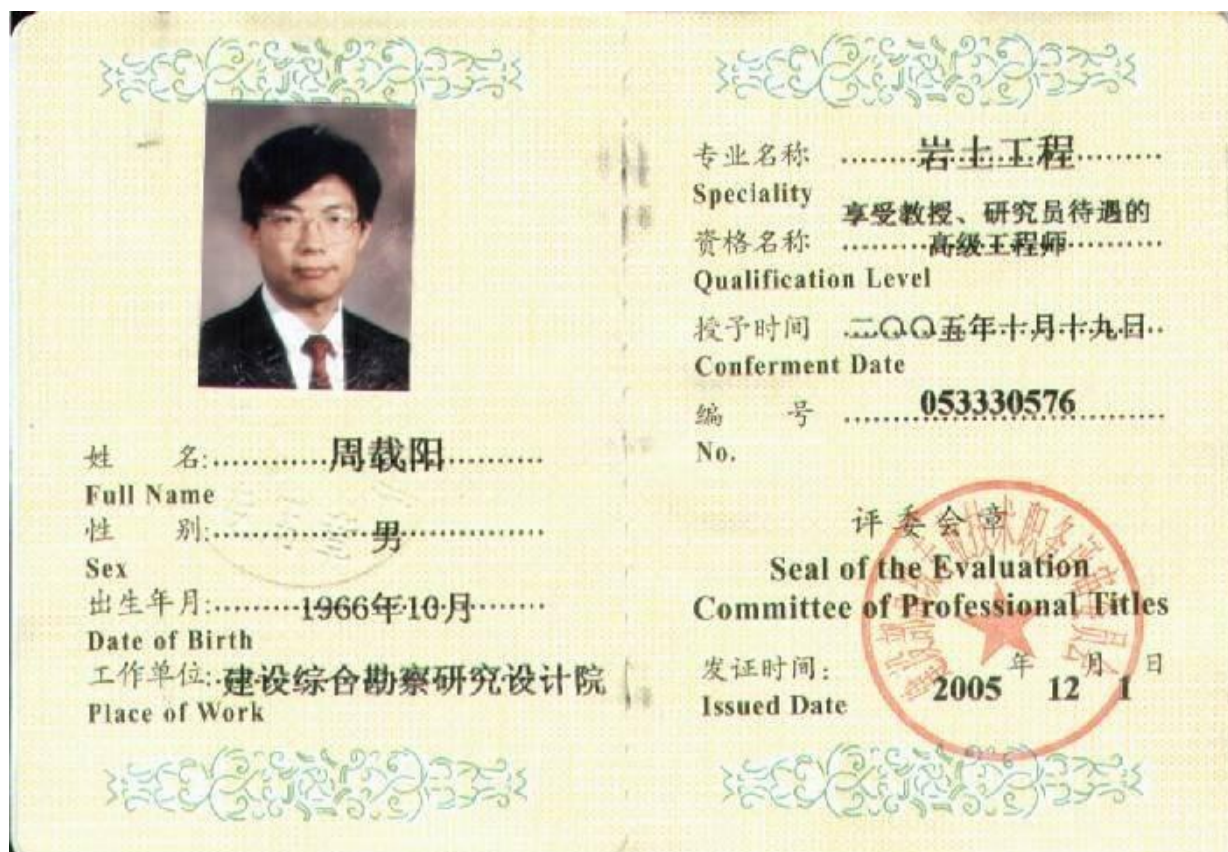 姓 名: 周载阳
Full Name
性 别: 男
Sex
出生年月: 1966年10月
Date of Birth
工作单位: 建设综合勘察研究设计院
Place of Work
专业名称 岩土工程
Speciality
享受教授、研究员待遇的
资格名称 高级工程师
Qualification Level
授予时间 二〇〇五年十月十九日
Conferment Date
编 号 053330576
No.
评委会章
Seal of the Evaluation
Committee of Professional Titles
发证时间: 2005 年 12 月 1 日
Issued Date